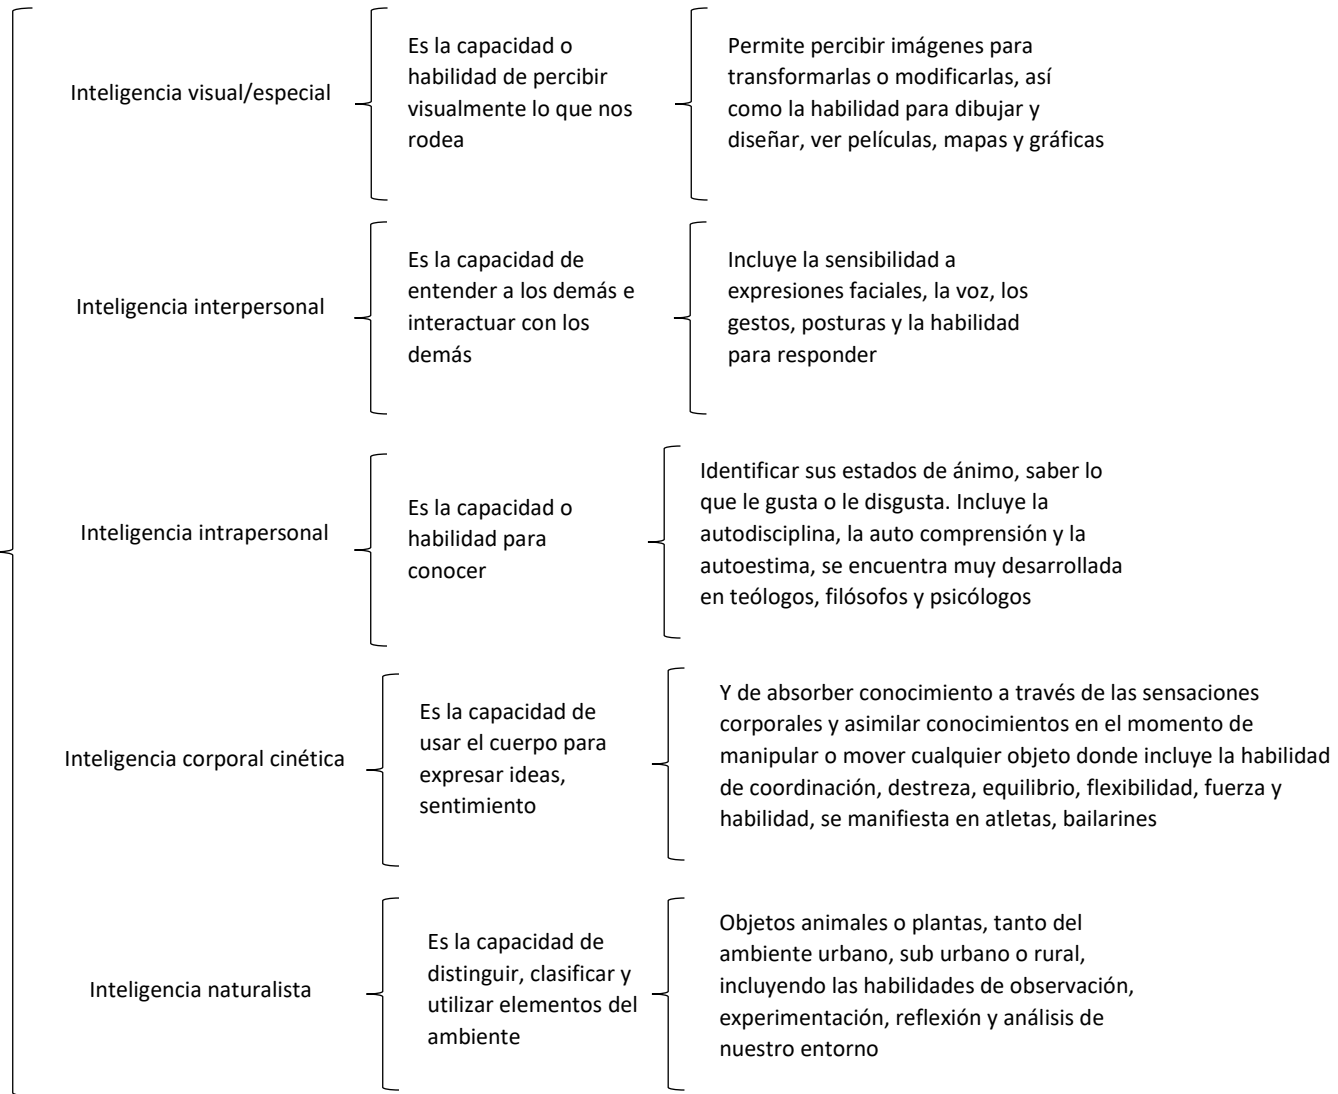 Inteligencia visual/especial
Es la capacidad o
habilidad de percibir
visualmente lo que nos
rodea
Permite percibir imágenes para
transformarlas o modificarlas, así
como la habilidad para dibujar y
diseñar, ver películas, mapas y gráficas
Inteligencia interpersonal
Es la capacidad de
entender a los demás e
interactuar con los
demás
Incluye la sensibilidad a
expresiones faciales, la voz, los
gestos, posturas y la habilidad
para responder
Inteligencia intrapersonal
Es la capacidad o
habilidad para
conocer
Identificar sus estados de ánimo, saber lo
que le gusta o le disgusta. Incluye la
autodisciplina, la auto comprensión y la
autoestima, se encuentra muy desarrollada
en teólogos, filósofos y psicólogos
Inteligencia corporal cinética
Es la capacidad de
usar el cuerpo para
expresar ideas,
sentimiento
Y de absorber conocimiento a través de las sensaciones
corporales y asimilar conocimientos en el momento de
manipular o mover cualquier objeto donde incluye la habilidad
de coordinación, destreza, equilibrio, flexibilidad, fuerza y
habilidad, se manifiesta en atletas, bailarines
Inteligencia naturalista
Es la capacidad de
distinguir, clasificar y
utilizar elementos del
ambiente
Objetos animales o plantas, tanto del
ambiente urbano, sub urbano o rural,
incluyendo las habilidades de observación,
experimentación, reflexión y análisis de
nuestro entorno